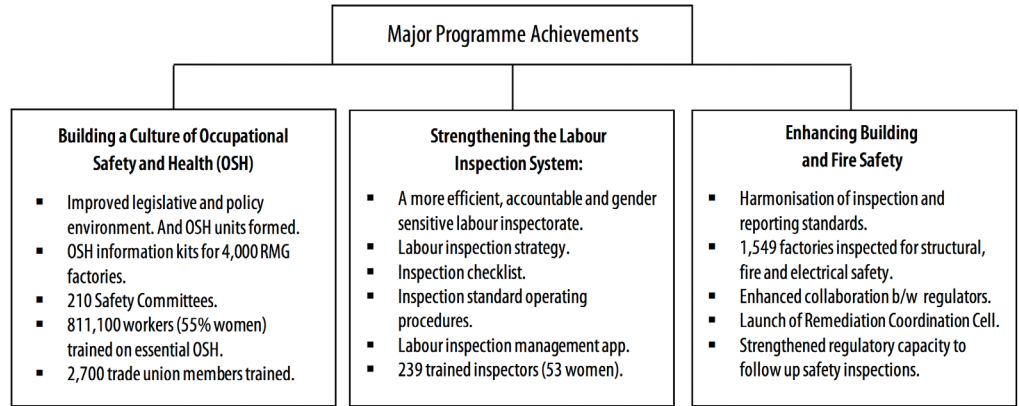 Major Programme Achievements
Building a Culture of Occupational
Safety and Health (OSH)
▪ Improved legislative and policy
environment. And OSH units formed.
▪ OSH information kits for 4,000 RMG
factories.
▪ 210 Safety Committees.
▪ 811,100 workers (55% women)
trained on essential OSH.
▪ 2,700 trade union members trained.
Strengthening the Labour
Inspection System:
▪ A more efficient, accountable and gender
sensitive labour inspectorate.
▪ Labour inspection strategy.
▪ Inspection checklist.
▪ Inspection standard operating
procedures.
▪ Labour inspection management app.
▪ 239 trained inspectors (53 women).
Enhancing Building
and Fire Safety
▪ Harmonisation of inspection and
reporting standards.
▪ 1,549 factories inspected for structural,
fire and electrical safety.
▪ Enhanced collaboration b/w regulators.
▪ Launch of Remediation Coordination Cell.
▪ Strengthened regulatory capacity to
follow up safety inspections.